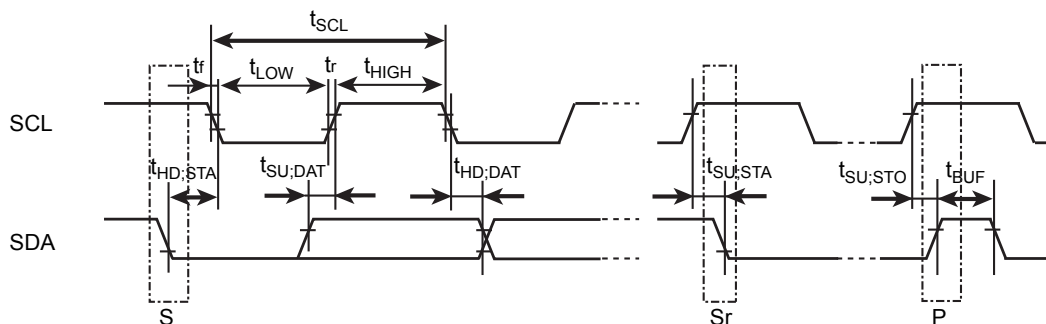 tSCL
tf tLOW tr tHIGH
SCL
tHD;STA tSU;DAT tHD;DAT tSU;STA tSU;STO tBUF
SDA
S Sr P